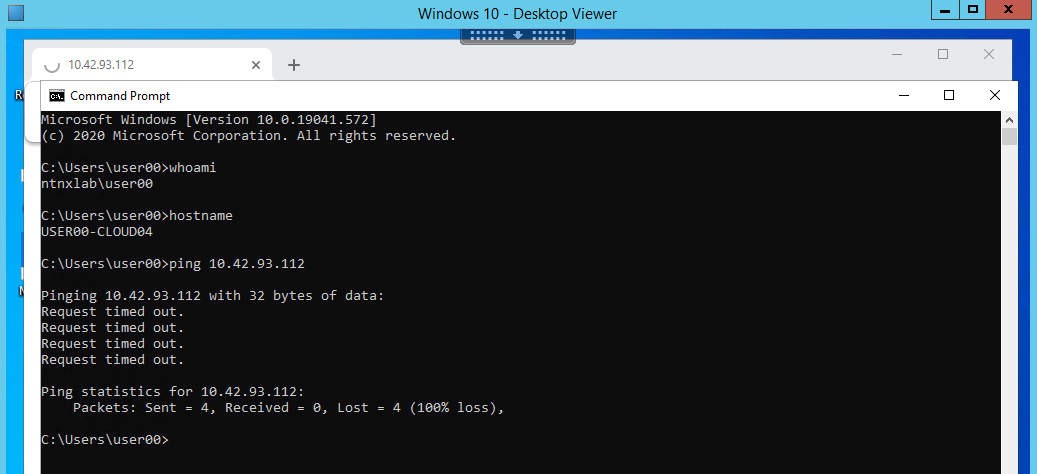 Windows 10 - Desktop Viewer
10.42.93.112
Command Prompt
Microsoft Windows [Version 10.0.19041.572]
(c) 2020 Microsoft Corporation. All rights reserved.
C:\Users\user00>whoami
ntnxlab\user00
C:\Users\user00>hostname
USER00-CLOUD04
C:\Users\user00>ping 10.42.93.112
Pinging 10.42.93.112 with 32 bytes of data:
Request timed out.
Request timed out.
Request timed out.
Request timed out.
Ping statistics for 10.42.93.112:
    Packets: Sent = 4, Received = 0, Lost = 4 (100% loss),
C:\Users\user00>